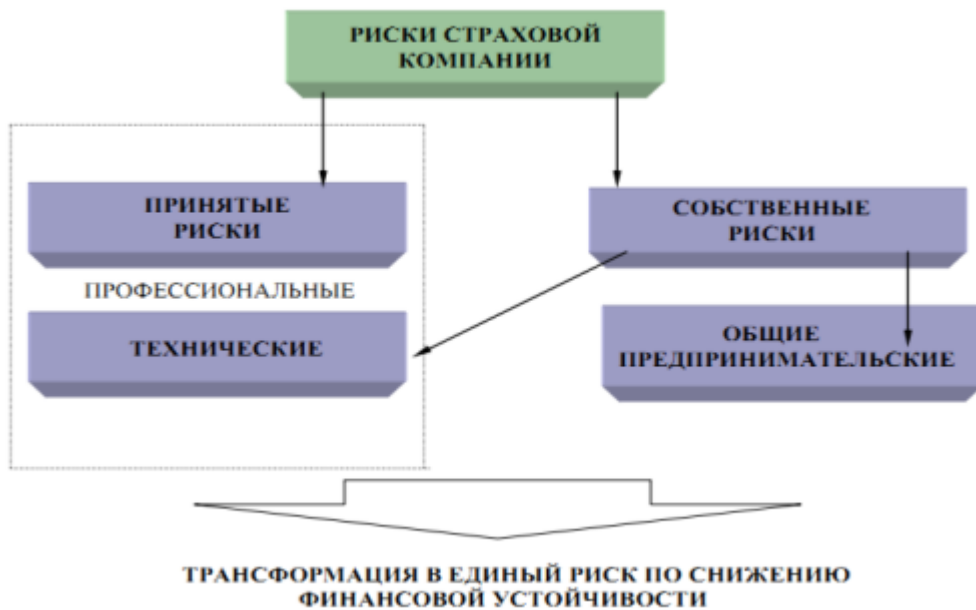 РИСКИ СТРАХОВОЙ
КОМПАНИИ
ПРИНЯТЫЕ
РИСКИ
СОБСТВЕННЫЕ
РИСКИ
ПРОФЕССИОНАЛЬНЫЕ
ТЕХНИЧЕСКИЕ
ОБЩИЕ
ПРЕДПРИНИМАТЕЛЬСКИЕ
ТРАНСФОРМАЦИЯ В ЕДИНЫЙ РИСК ПО СНИЖЕНИЮ
ФИНАНСОВОЙ УСТОЙЧИВОСТИ